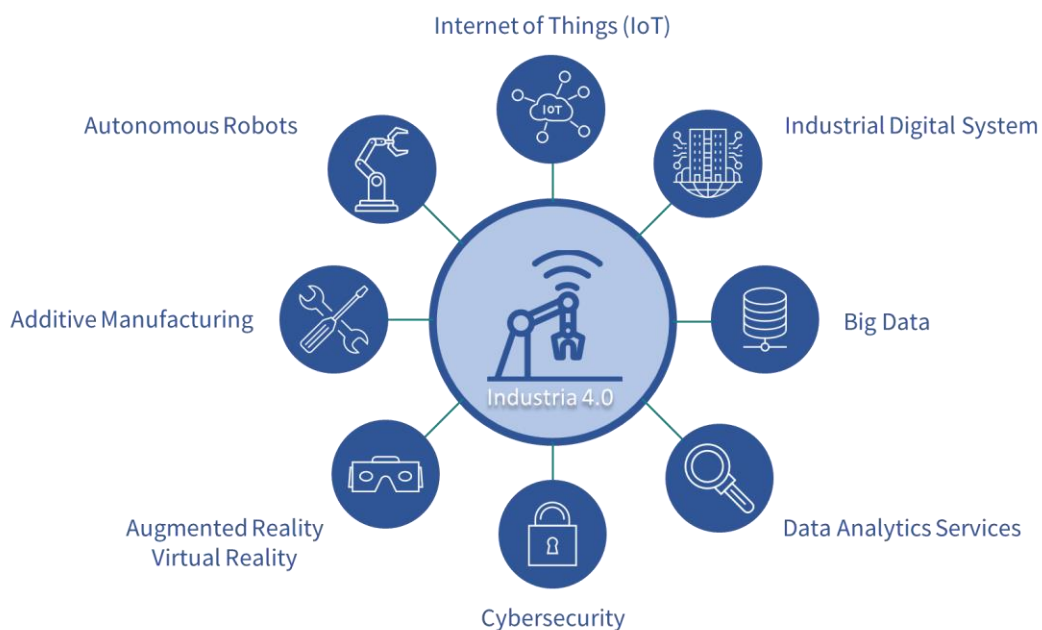 Internet of Things (IoT)
IoT
Autonomous Robots
Industrial Digital System
Additive Manufacturing
Big Data
Industria 4.0
Augmented Reality
Virtual Reality
Data Analytics Services
Cybersecurity